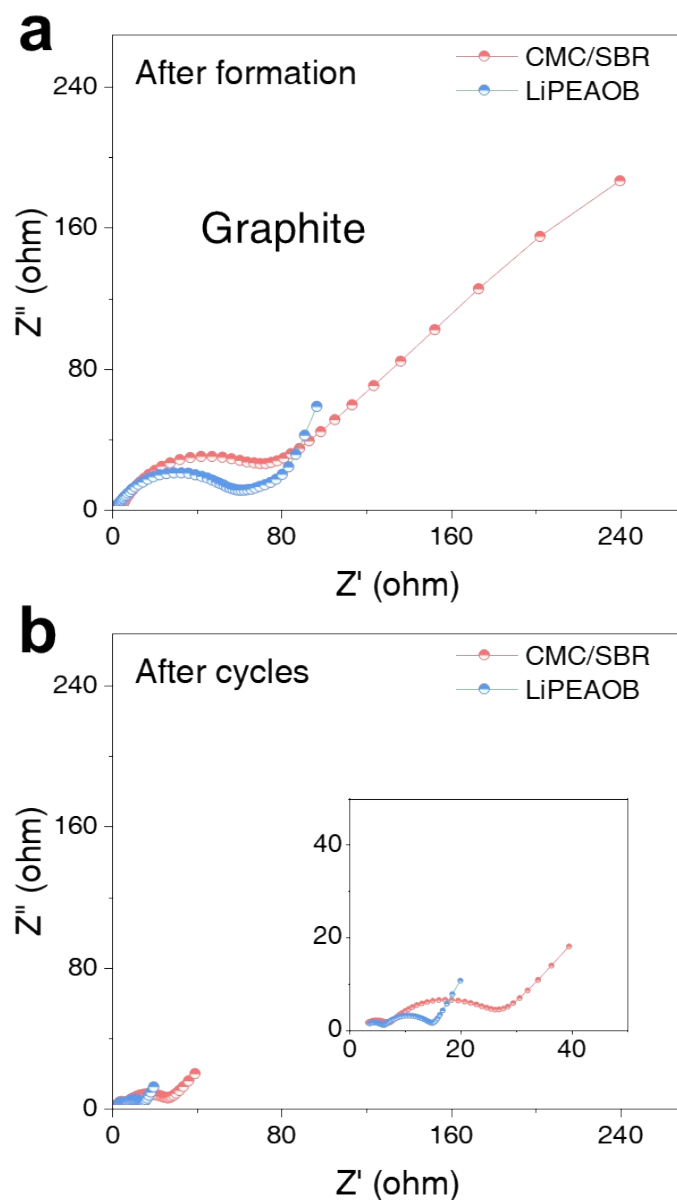 a
After formation
CMC/SBR
LiPEAOB
Graphite
Z" (ohm)
240
160
80
0
0 80 160 240
Z' (ohm)
b
After cycles
CMC/SBR
LiPEAOB
Z" (ohm)
240
160
80
0
40
20
0
0 20 40
0 80 160 240
Z' (ohm)